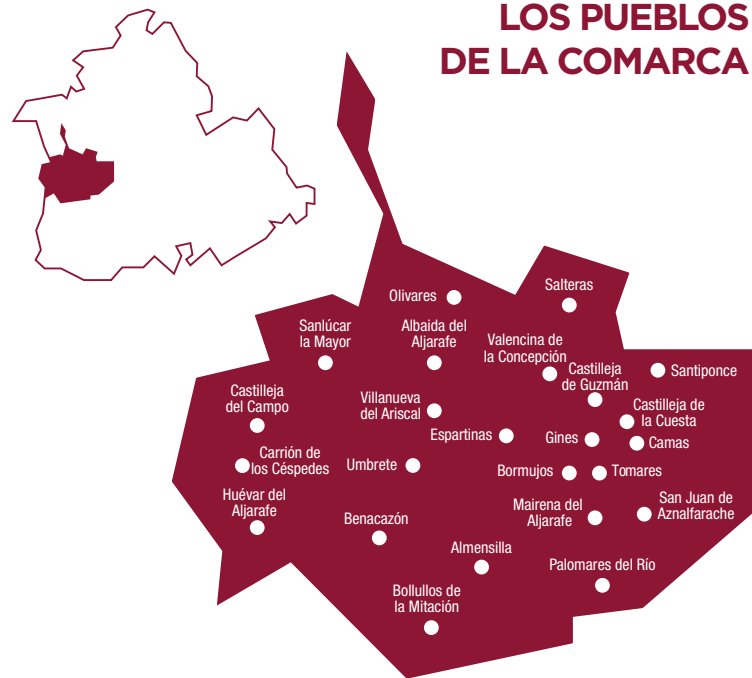 LOS PUEBLOS
DE LA COMARCA
Salteras
Olivares
Sanlúcar
la Mayor
Albaida del
Aljarafe
Valencina de
la Concepción
Castilleja
de Guzmán
Santiponce
Castilleja
del Campo
Villanueva
del Ariscal
Castilleja de
la Cuesta
Espartinas
Gines
Camas
Carrión de
los Céspedes
Umbrete
Bormujos
Tomares
Huévar del
Aljarafe
Benacazón
Mairena del
Aljarafe
San Juan de
Aznalfarache
Almensilla
Palomares del Río
Bollullos de
la Mitación